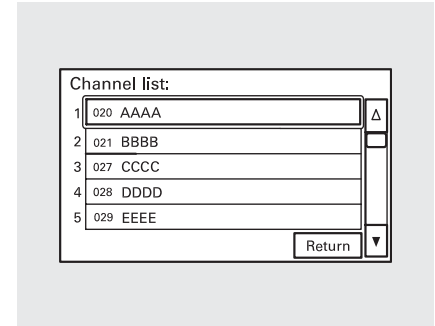 Channel list:
1 020 AAAA
2 021 BBBB
3 027 CCCC
4 028 DDDD
5 029 EEEE
Return